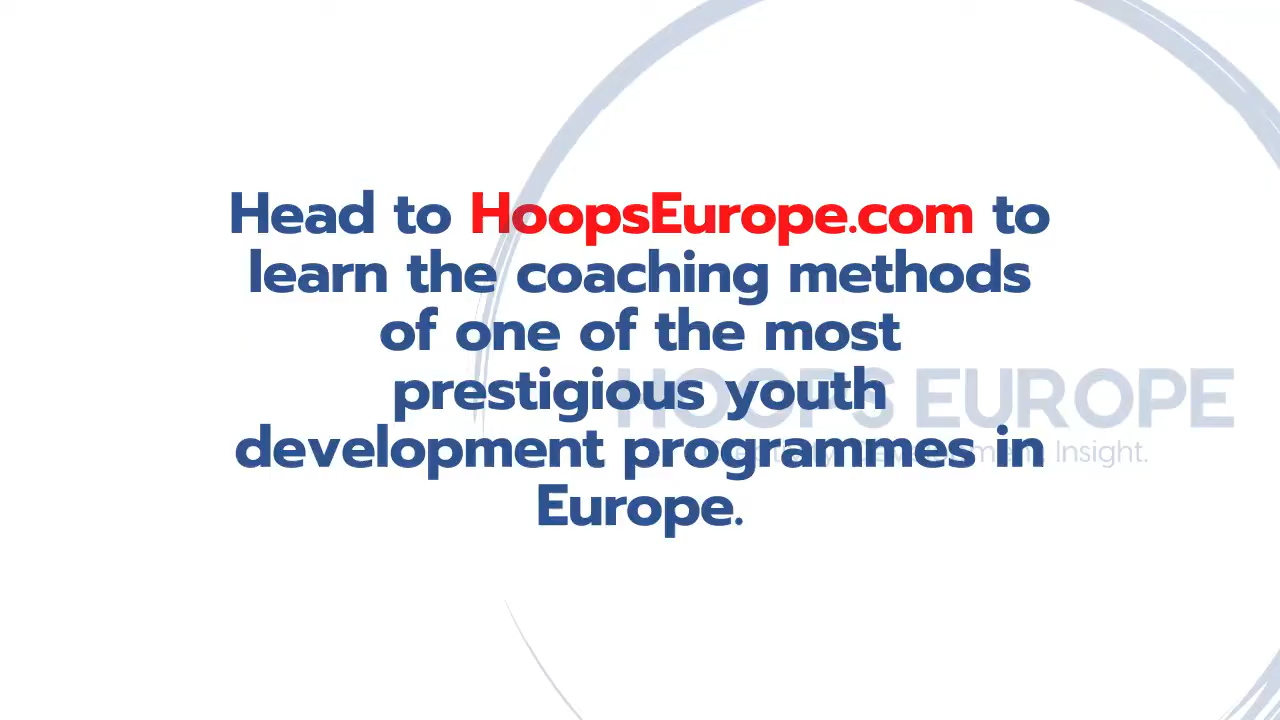 Head to HoopsEurope.com to
learn the coaching methods
of one of the most
prestigious youth
development programmes in
Europe.
HOOPS EUROPE
Insight.